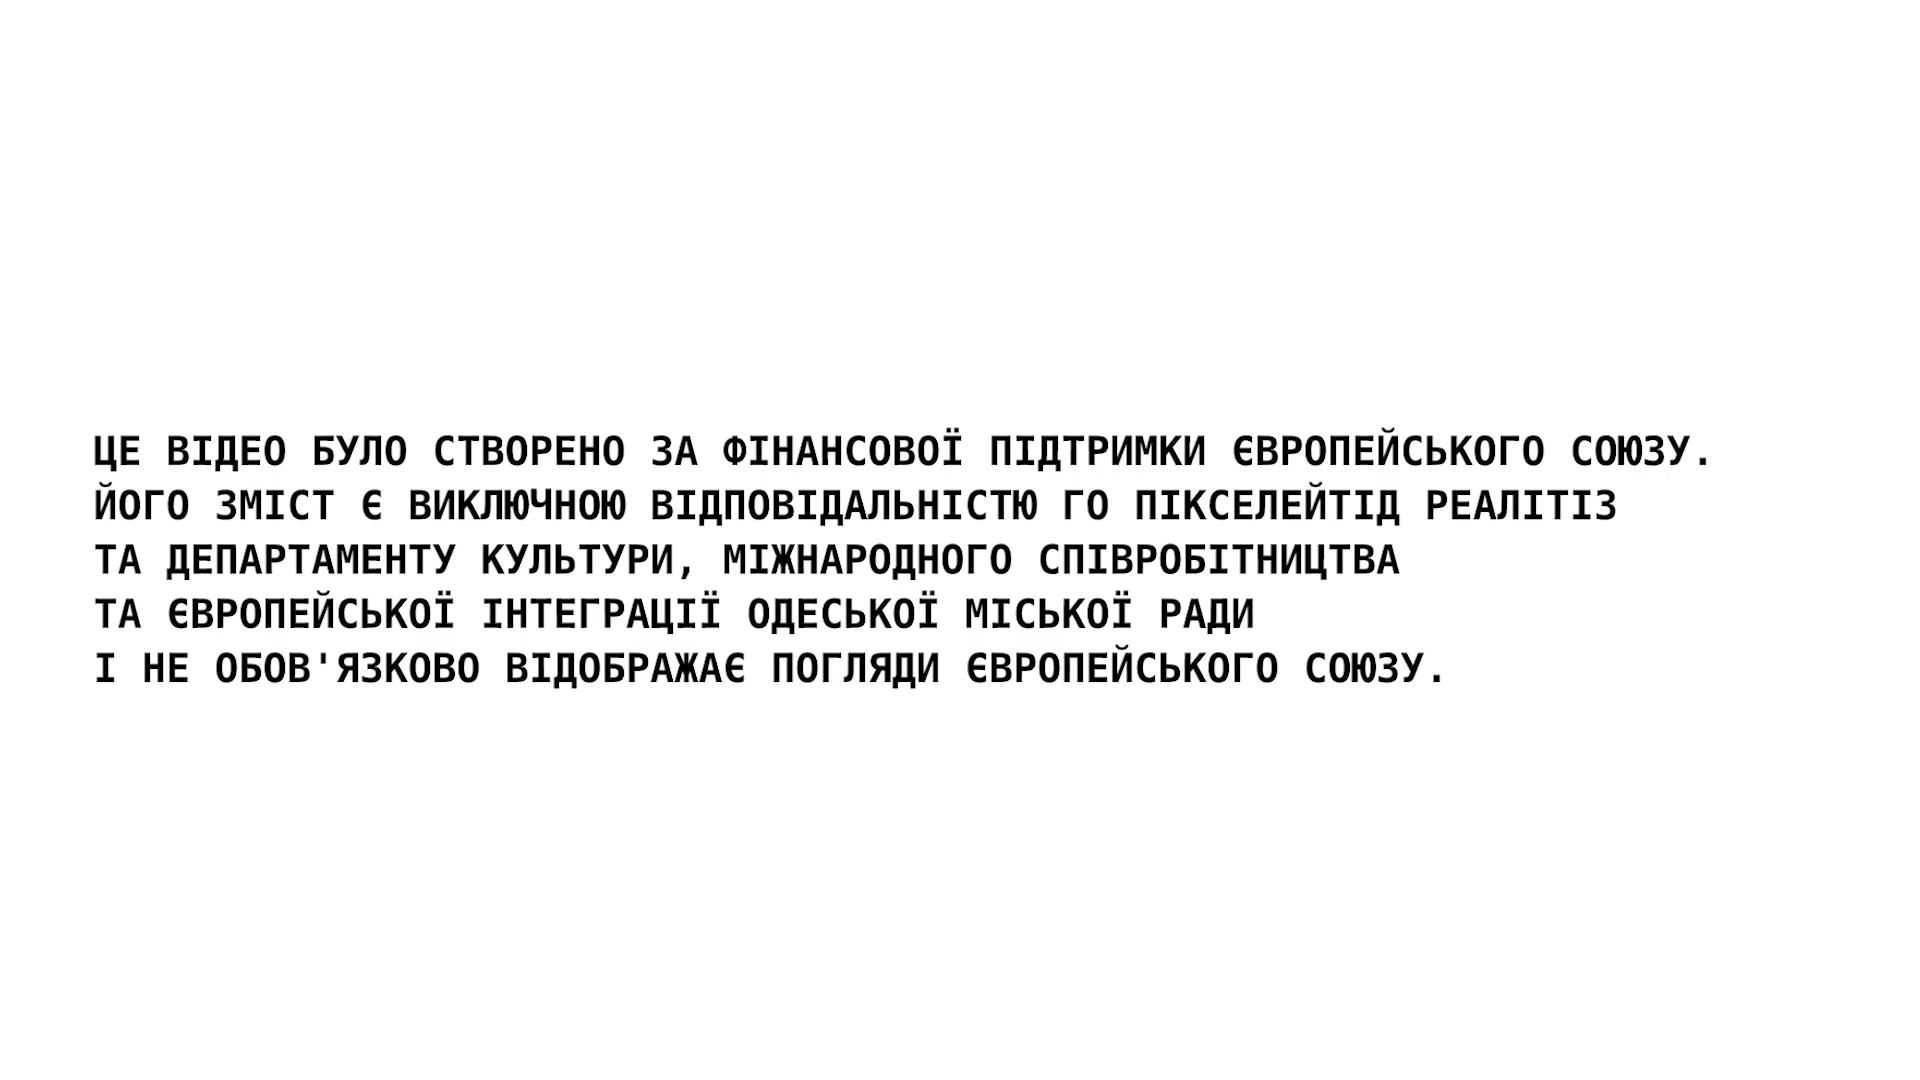 ЦЕ ВІДЕО БУЛО СТВОРЕНО ЗА ФІНАНСОВОЇ ПІДТРИМКИ ЄВРОПЕЙСЬКОГО СОЮЗУ.
ЙОГО ЗМІСТ Є ВИКЛЮЧНОЮ ВІДПОВІДАЛЬНІСТЮ ГО ПІКСЕЛЕЙТІД РЕАЛІТІЗ
ТА ДЕПАРТАМЕНТУ КУЛЬТУРИ, МІЖНАРОДНОГО СПІВРОБІТНИЦТВА
ТА ЄВРОПЕЙСЬКОЇ ІНТЕГРАЦІЇ ОДЕСЬКОЇ МІСЬКОЇ РАДИ
І НЕ ОБОВ'ЯЗКОВО ВІДОБРАЖАЄ ПОГЛЯДИ ЄВРОПЕЙСЬКОГО СОЮЗУ.